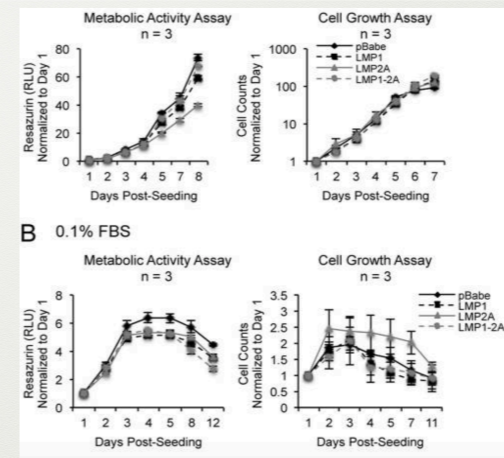 Metabolic Activity Assay
n = 3
Resazurin (RLU)
Normalized to Day 1
80
60
40
20
0
1 2 3 4 5 7 8
Days Post-Seeding
Cell Growth Assay
n = 3
Cell Counts
Normalized to Day 1
1000
100
10
1
1 2 3 4 5 6 7
Days Post-Seeding
pBabe
LMP1
LMP2A
LMP1-2A
B 0.1% FBS
Metabolic Activity Assay
n = 3
Resazurin (RLU)
Normalized to Day 1
8
6
4
2
0
1 2 3 4 5 8 12
Days Post-Seeding
Cell Growth Assay
n = 3
Cell Counts
Normalized to Day 1
3.5
3
2.5
2
1.5
1
0.5
0
1 2 3 4 5 7 11
Days Post-Seeding
pBabe
LMP1
LMP2A
LMP1-2A